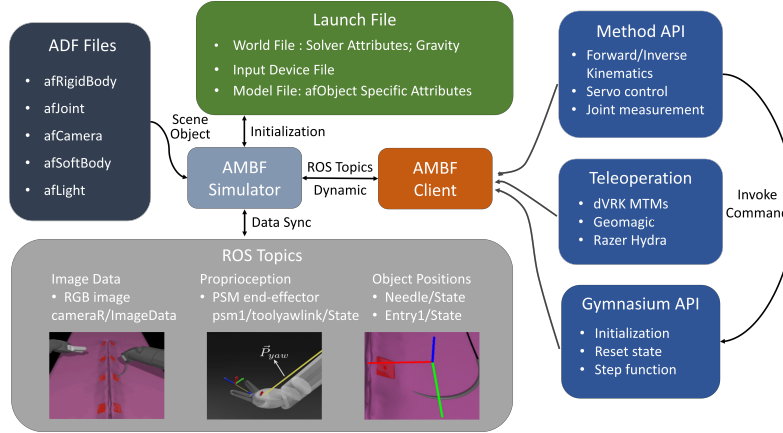 ADF Files
• afRigidBody
• afJoint
• afCamera
• afSoftBody
• afLight
Launch File
• World File : Solver Attributes; Gravity
• Input Device File
• Model File: afObject Specific Attributes
Scene
Object
Initialization
AMBF
Simulator
ROS Topics
Dynamic
AMBF
Client
Data Sync
ROS Topics
Image Data
• RGB image
cameraR/ImageData
Proprioception
• PSM end-effector
psm1/toolyawlink/State
Object Positions
• Needle/State
• Entry1/State
P⃗yaw
Method API
• Forward/Inverse
Kinematics
• Servo control
• Joint measurement
Teleoperation
• dVRK MTMs
• Geomagic
• Razer Hydra
Invoke
Command
Gymnasium API
• Initialization
• Reset state
• Step function